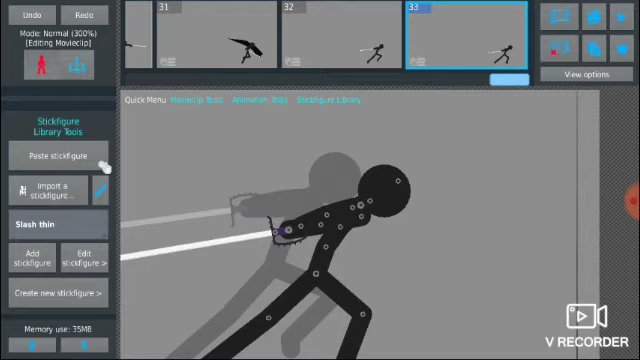 Undo Redo
Mode: Normal (300%)
[Editing Movieclip]
31 32 33
View options
Quick Menu Movieclip Tools Animation Tools Stickfigure Library
Stickfigure
Library Tools
Paste stickfigure
Import a
stickfigure...
Slash thin
Add
stickfigure
Edit
stickfigure >
Create new stickfigure >
Memory use: 35MB
V RECORDER